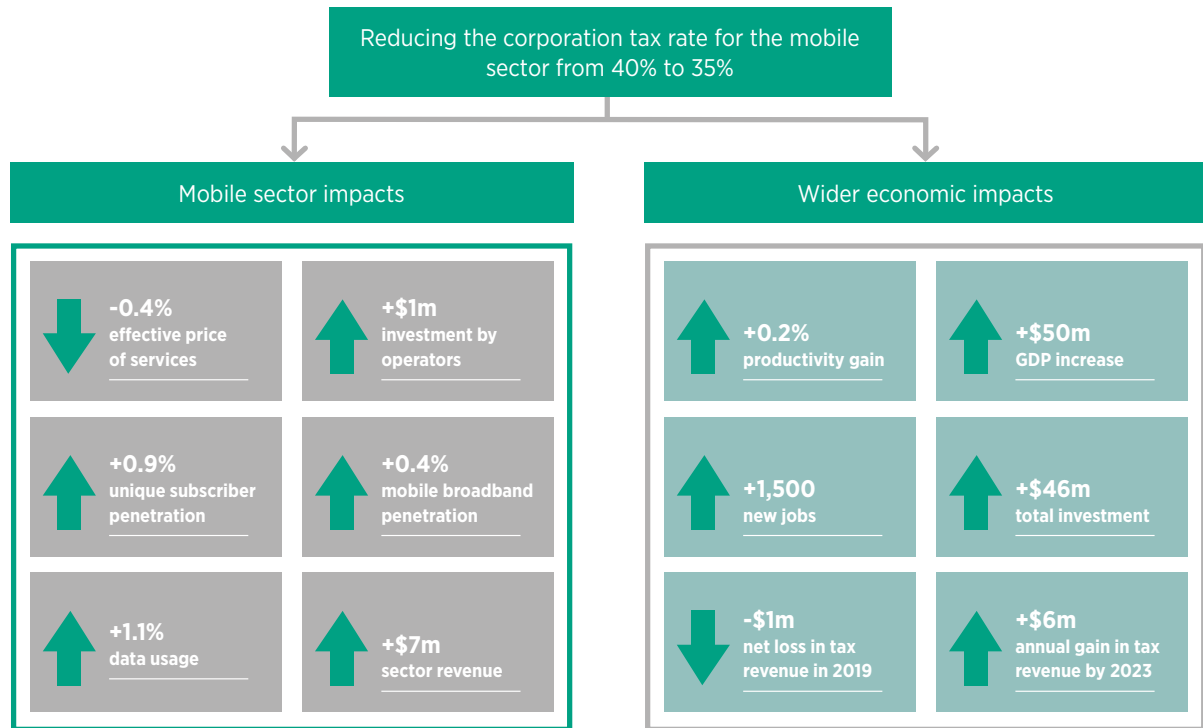 Reducing the corporation tax rate for the mobile
sector from 40% to 35%
Mobile sector impacts
-0.4%
effective price
of services
+$1m
investment by
operators
+0.9%
unique subscriber
penetration
+0.4%
mobile broadband
penetration
+1.1%
data usage
+$7m
sector revenue
Wider economic impacts
+0.2%
productivity gain
+$50m
GDP increase
+1,500
new jobs
+$46m
total investment
-$1m
net loss in tax
revenue in 2019
+$6m
annual gain in tax
revenue by 2023